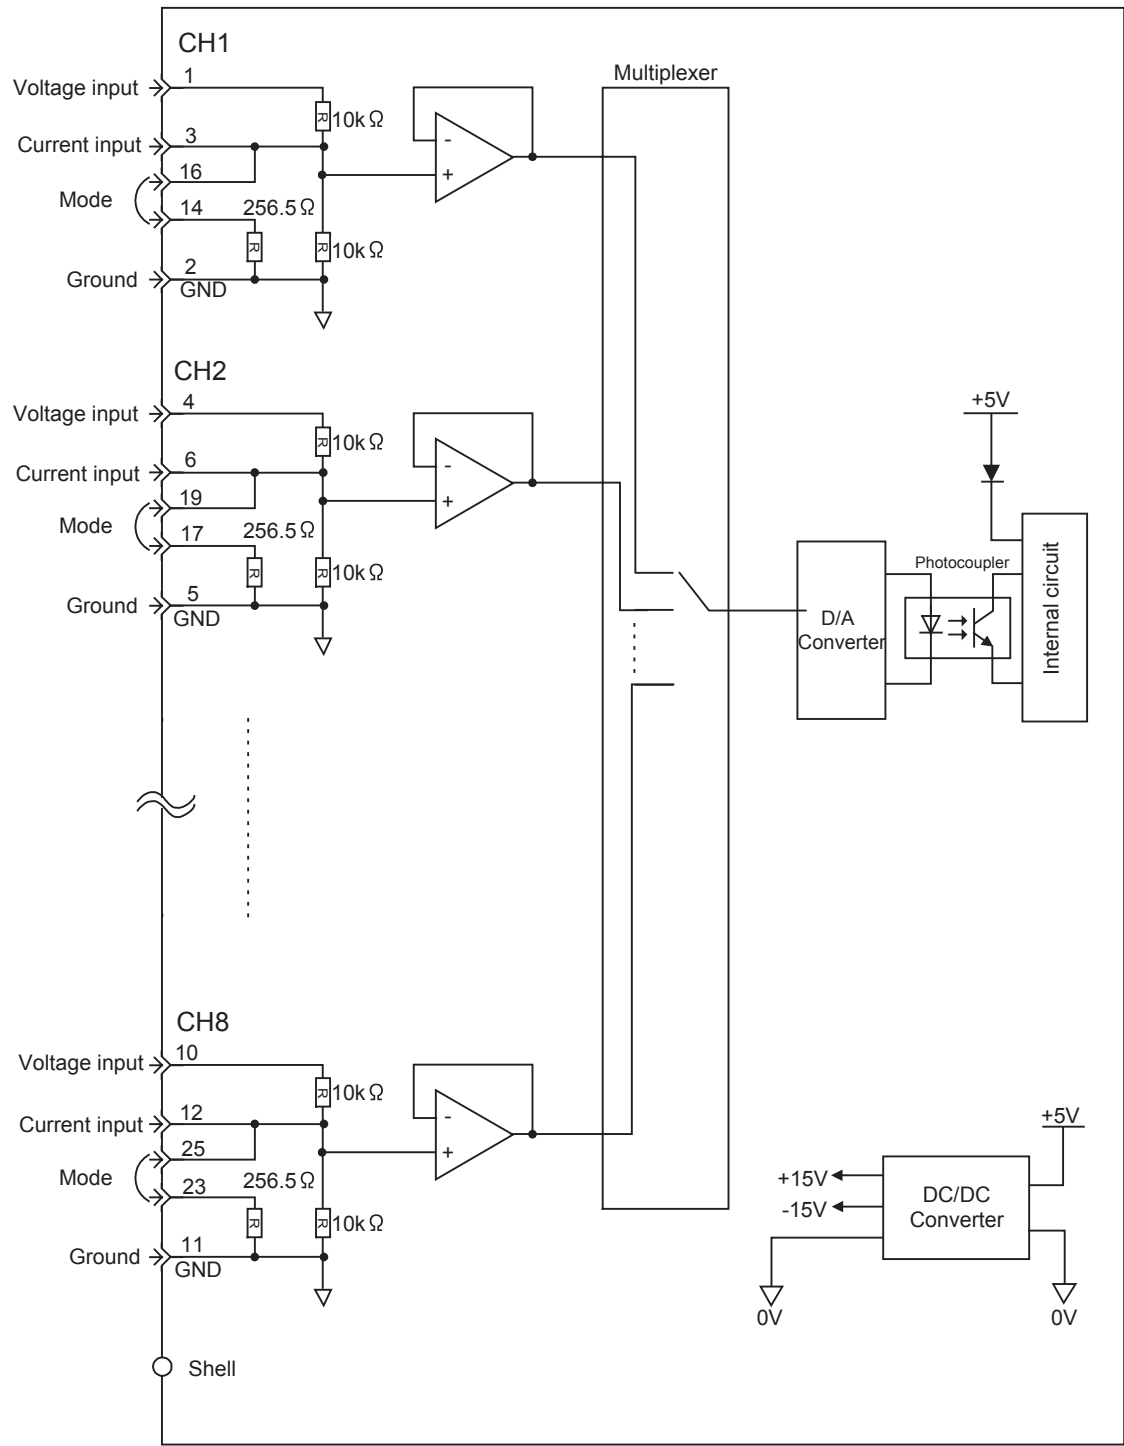 CH1
1
Voltage input
R
10kΩ
Multiplexer
3
Current input
-
16
+
Mode
14
256.5Ω
R
R
10kΩ
2
Ground
GND
CH2
4
Voltage input
R
10kΩ
6
Current input
-
19
+
Mode
17
256.5Ω
R
R
10kΩ
5
Ground
GND
+5V
Photocoupler
D/A
Converter
Internal circuit
CH8
10
Voltage input
R
10kΩ
12
Current input
-
25
+
Mode
23
256.5Ω
R
R
10kΩ
11
Ground
GND
+5V
+15V
-15V
DC/DC
Converter
0V
0V
Shell